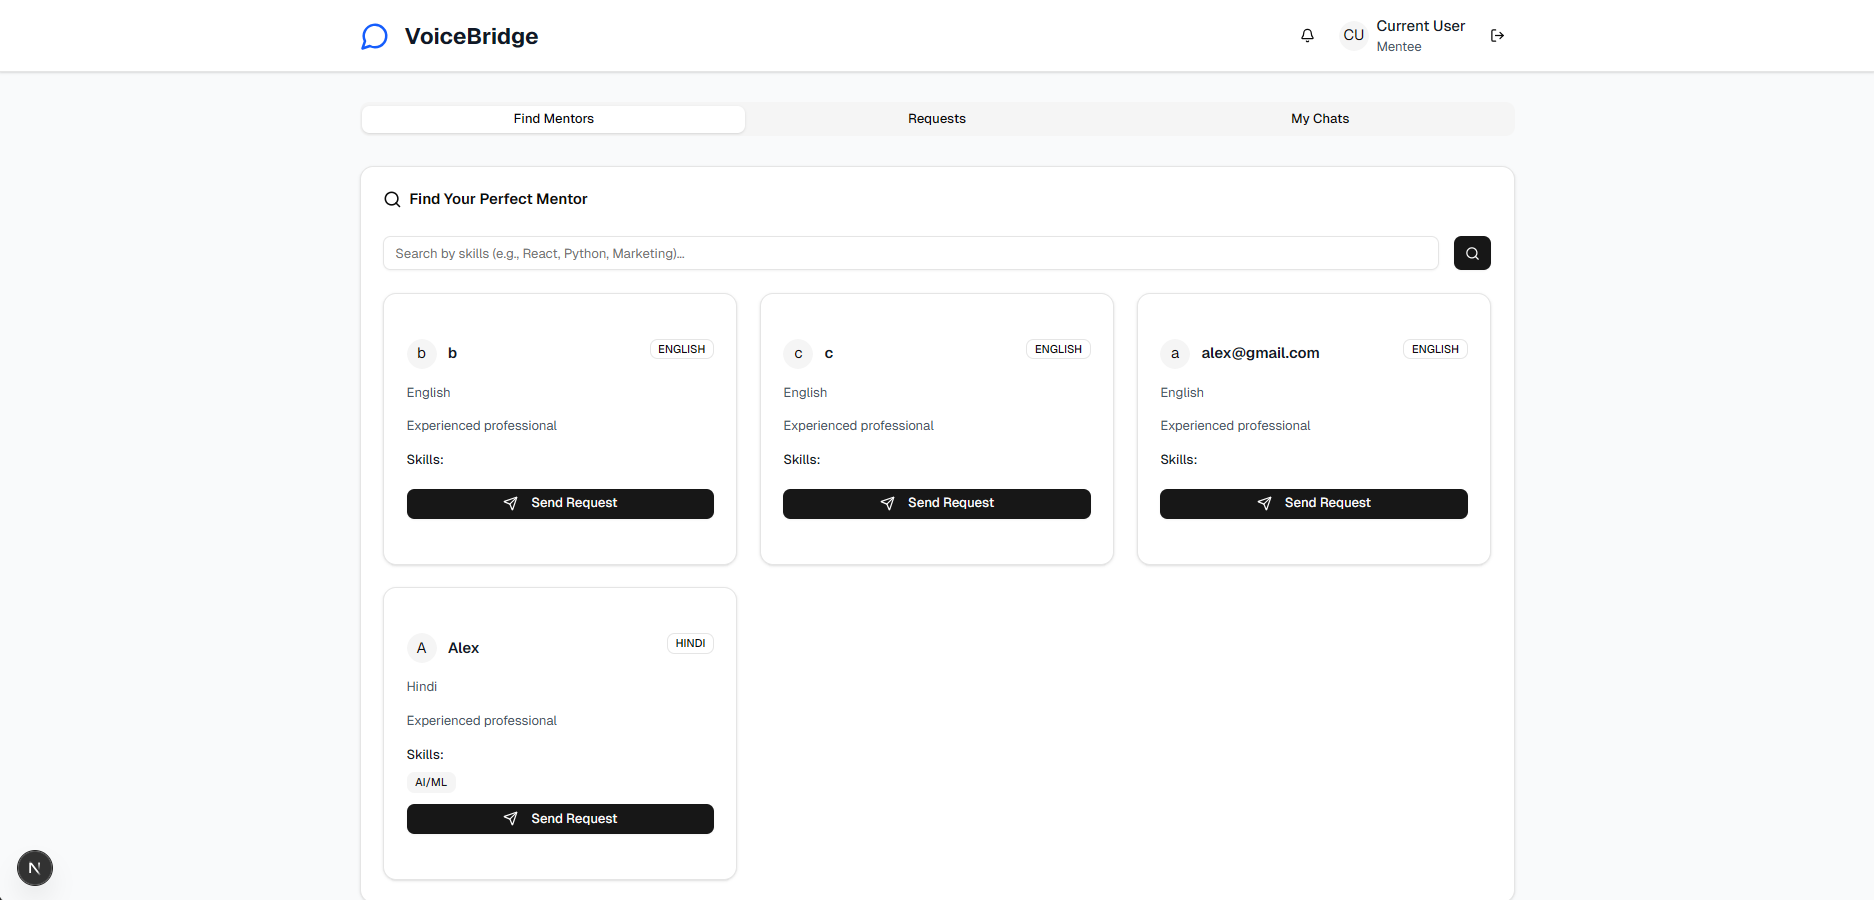 VoiceBridge
CU
Current User
Mentee
Find Mentors
Requests
My Chats
Find Your Perfect Mentor
Search by skills (e.g., React, Python, Marketing)...
b
b
ENGLISH
English
Experienced professional
Skills:
Send Request
c
c
ENGLISH
English
Experienced professional
Skills:
Send Request
a
alex@gmail.com
ENGLISH
English
Experienced professional
Skills:
Send Request
A
Alex
HINDI
Hindi
Experienced professional
Skills:
AI/ML
Send Request
N